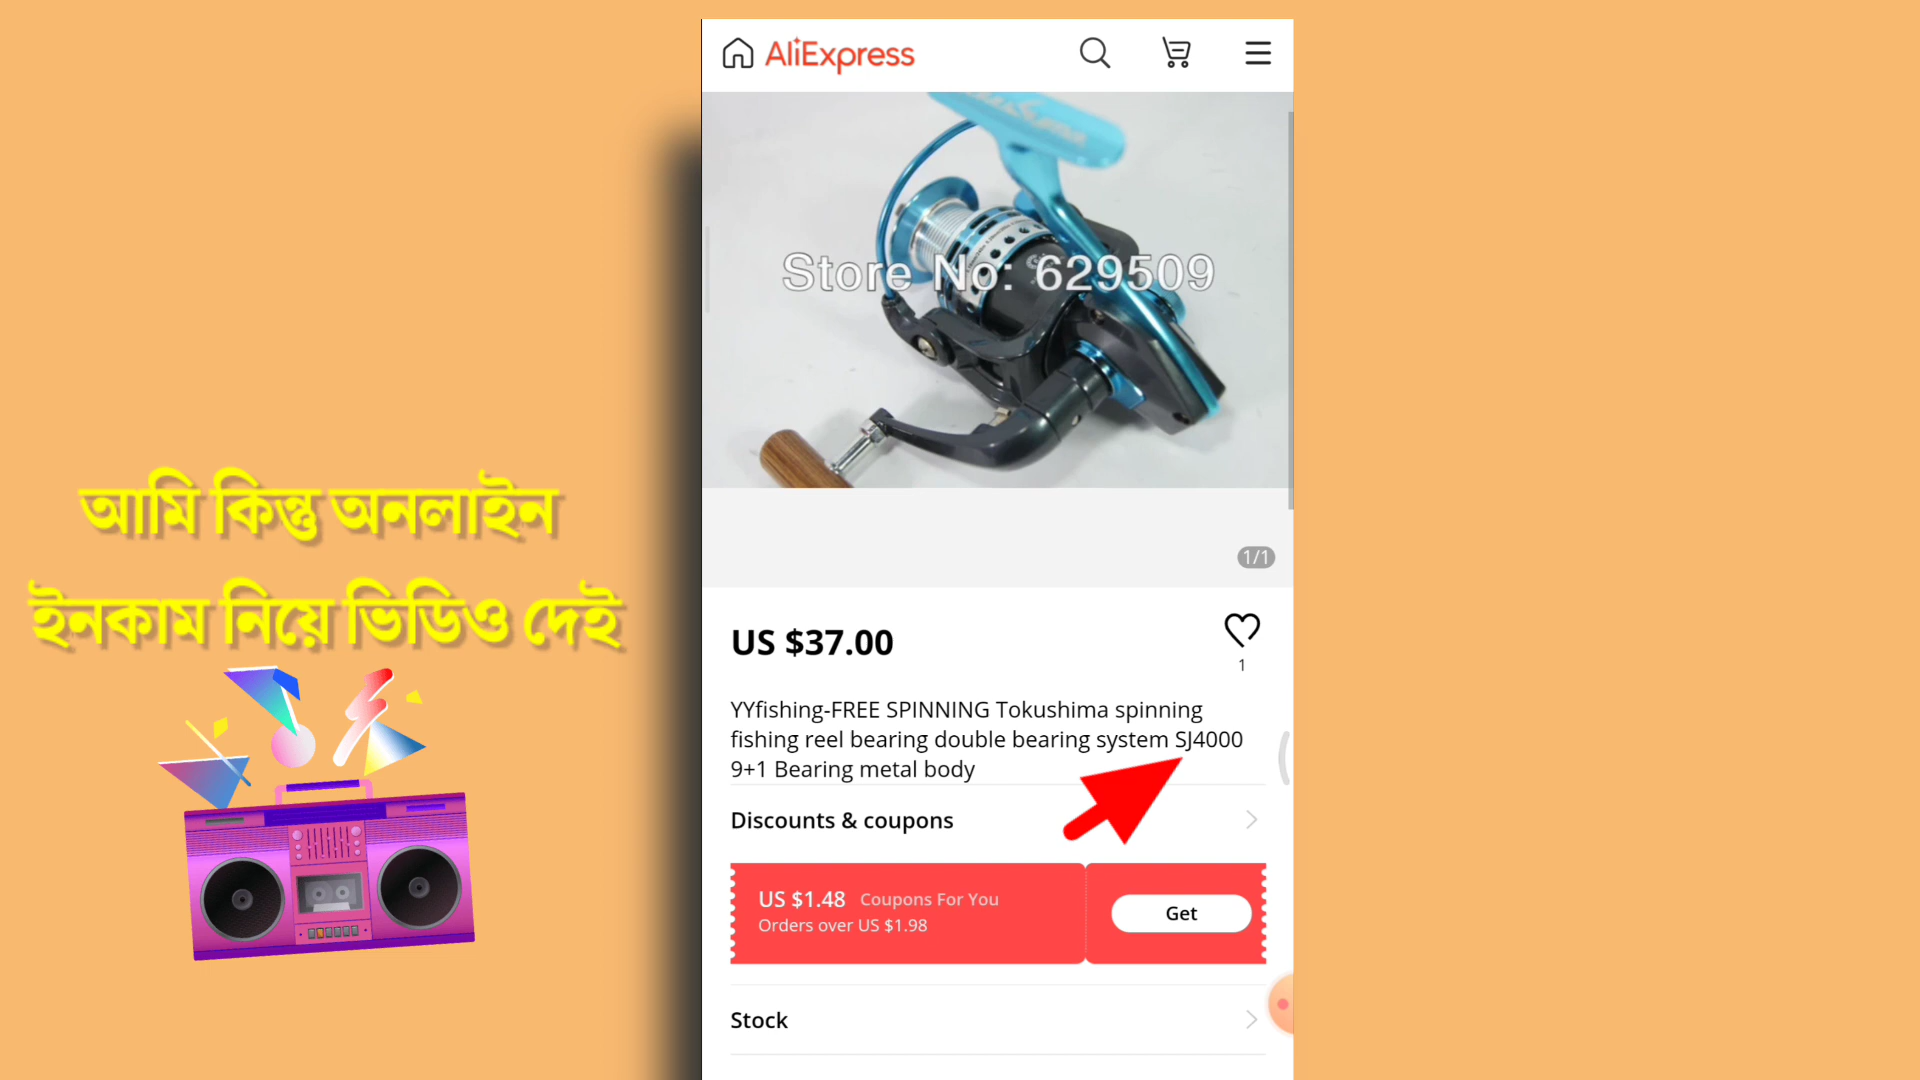 AliExpress
Store No: 629509
1/1
আমি কিন্তু অনলাইন
ইনকাম নিয়ে ভিডিও দেই
US $37.00
1
YYfishing-FREE SPINNING Tokushima spinning
fishing reel bearing double bearing system SJ4000
9+1 Bearing metal body
Discounts & coupons
US $1.48 Coupons For You
Orders over US $1.98
Get
Stock